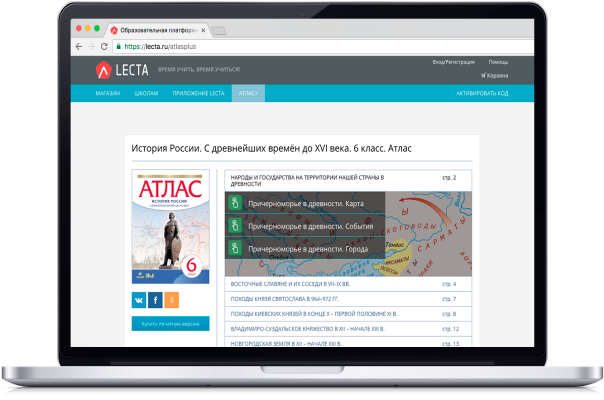 Образовательная платформ
https://lecta.ru/atlasplus
LECTA
ВРЕМЯ УЧИТЬ, ВРЕМЯ УЧИТЬСЯ!
Вход/Регистрация
Помощь
Корзина
МАГАЗИН
ШКОЛАМ
ПРИЛОЖЕНИЕ LECTA
АТЛАС+
АКТИВИРОВАТЬ КОД
История России. С древнейших времён до XVI века. 6 класс. Атлас
АТЛАС
ИСТОРИЯ РОССИИ
6
Купить печатную версию
НАРОДЫ И ГОСУДАРСТВА НА ТЕРРИТОРИИ НАШЕЙ СТРАНЫ В
ДРЕВНОСТИ
стр. 2
Причерноморье в древности. Карта
Причерноморье в древности. События
Причерноморье в древности. Города
СКОТОВОДЫ
САРМАТЫ
Танаис
ВОСТОЧНЫЕ СЛАВЯНЕ И ИХ СОСЕДИ В VII–IX ВВ.
стр. 4
ПОХОДЫ КНЯЗЯ СВЯТОСЛАВА В 964–972 ГГ.
стр. 7
ПОХОДЫ КИЕВСКИХ КНЯЗЕЙ В КОНЦЕ X – ПЕРВОЙ ПОЛОВИНЕ XI В.
стр. 8
ВЛАДИМИРО-СУЗДАЛЬСКОЕ КНЯЖЕСТВО В XII – НАЧАЛЕ XIII В.
стр. 12
НОВГОРОДСКАЯ ЗЕМЛЯ В XII – НАЧАЛЕ XIII В.
стр. 13